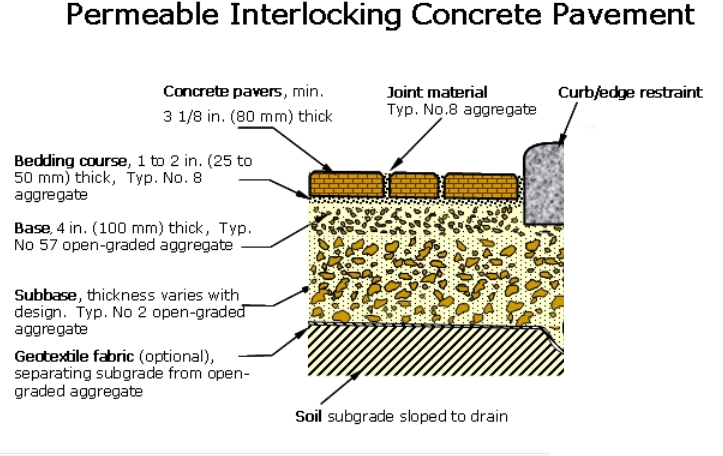 Permeable Interlocking Concrete Pavement
Concrete pavers, min.
3 1/8 in. (80 mm) thick
Joint material
Typ. No.8 aggregate
Curb/edge restraint
Bedding course, 1 to 2 in. (25 to
50 mm) thick, Typ. No. 8
aggregate
Base, 4 in. (100 mm) thick, Typ.
No 57 open-graded aggregate
Subbase, thickness varies with
design. Typ. No 2 open-graded
aggregate
Geotextile fabric (optional),
separating subgrade from open-
graded aggregate
Soil subgrade sloped to drain